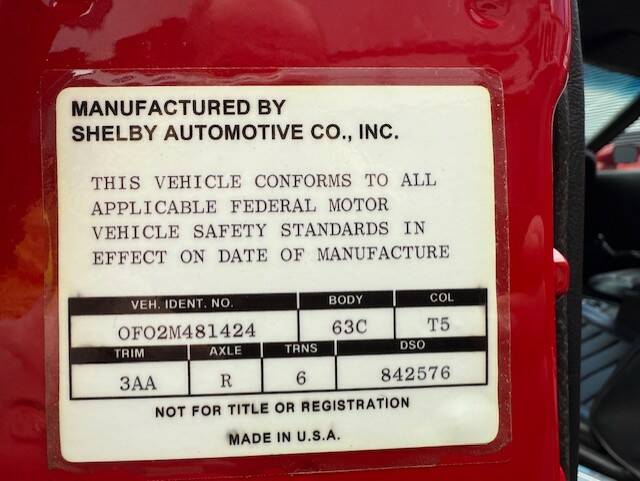 MANUFACTURED BY
SHELBY AUTOMOTIVE CO., INC.
THIS VEHICLE CONFORMS TO ALL
APPLICABLE FEDERAL MOTOR
VEHICLE SAFETY STANDARDS IN
EFFECT ON DATE OF MANUFACTURE
VEH. IDENT. NO. BODY COL
0F02M481424 63C T5
TRIM AXLE TRNS DSO
3AA R 6 842576
NOT FOR TITLE OR REGISTRATION
MADE IN U.S.A.